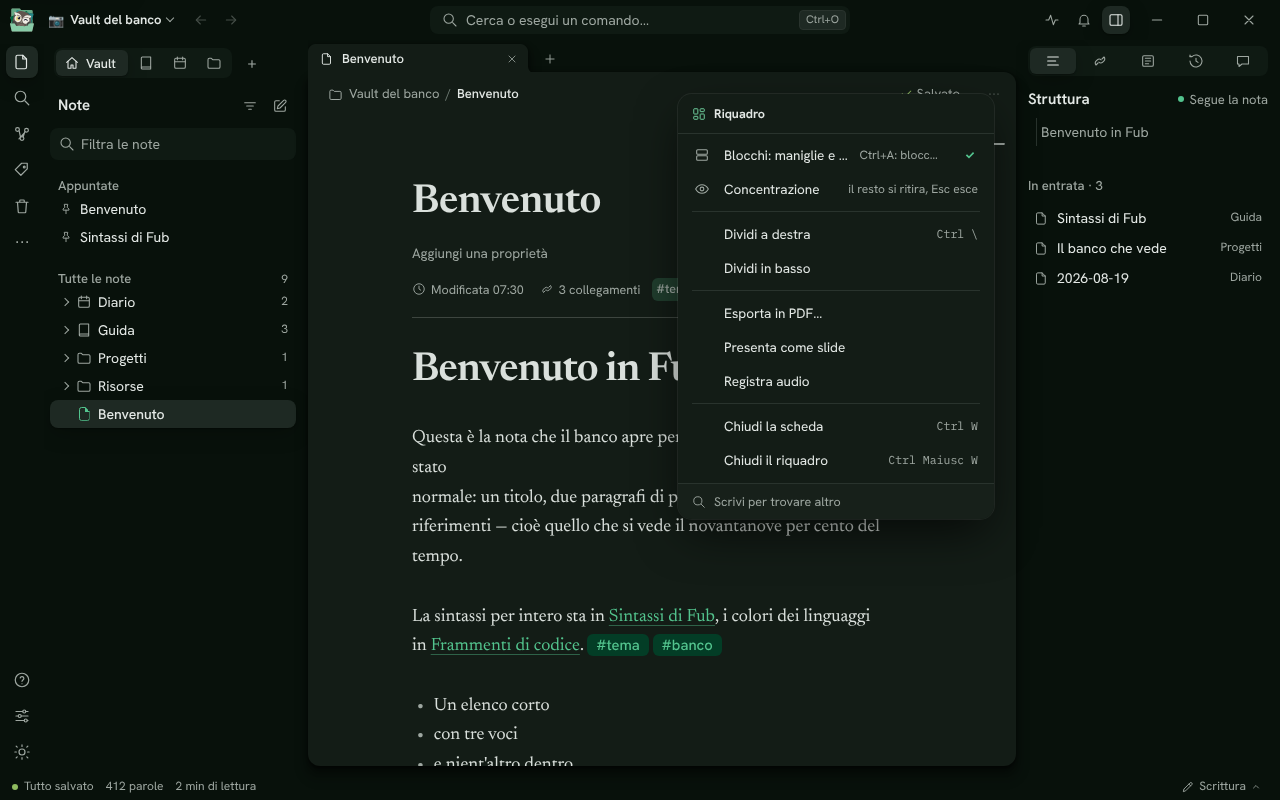 Vault del banco
Cerca o esegui un comando...
Ctrl+O
Vault
Note
Filtra le note
Appuntate
Benvenuto
Sintassi di Fub
Tutte le note 9
Diario 2
Guida 3
Progetti 1
Risorse 1
Benvenuto
Tutto salvato 412 parole 2 min di lettura
Benvenuto
Vault del banco / Benvenuto
Salvato
Benvenuto
Aggiungi una proprietà
Modificata 07:30 3 collegamenti
Benvenuto in
Questa è la nota che il banco apre
stato
normale: un titolo, due paragrafi di
riferimenti — cioè quello che si vede il novantanove per cento del
tempo.
La sintassi per intero sta in Sintassi di Fub, i colori dei linguaggi
in Frammenti di codice. #tema #banco
• Un elenco corto
• con tre voci
• e nient'altro dentro
Riquadro
Blocchi: maniglie e ... Ctrl+A: blocc...
Concentrazione il resto si ritira, Esc esce
Dividi a destra Ctrl \
Dividi in basso
Esporta in PDF...
Presenta come slide
Registra audio
Chiudi la scheda Ctrl W
Chiudi il riquadro Ctrl Maiusc W
Scrivi per trovare altro
Struttura Segue la nota
Benvenuto in Fub
In entrata · 3
Sintassi di Fub Guida
Il banco che vede Progetti
2026-08-19 Diario
Scrittura